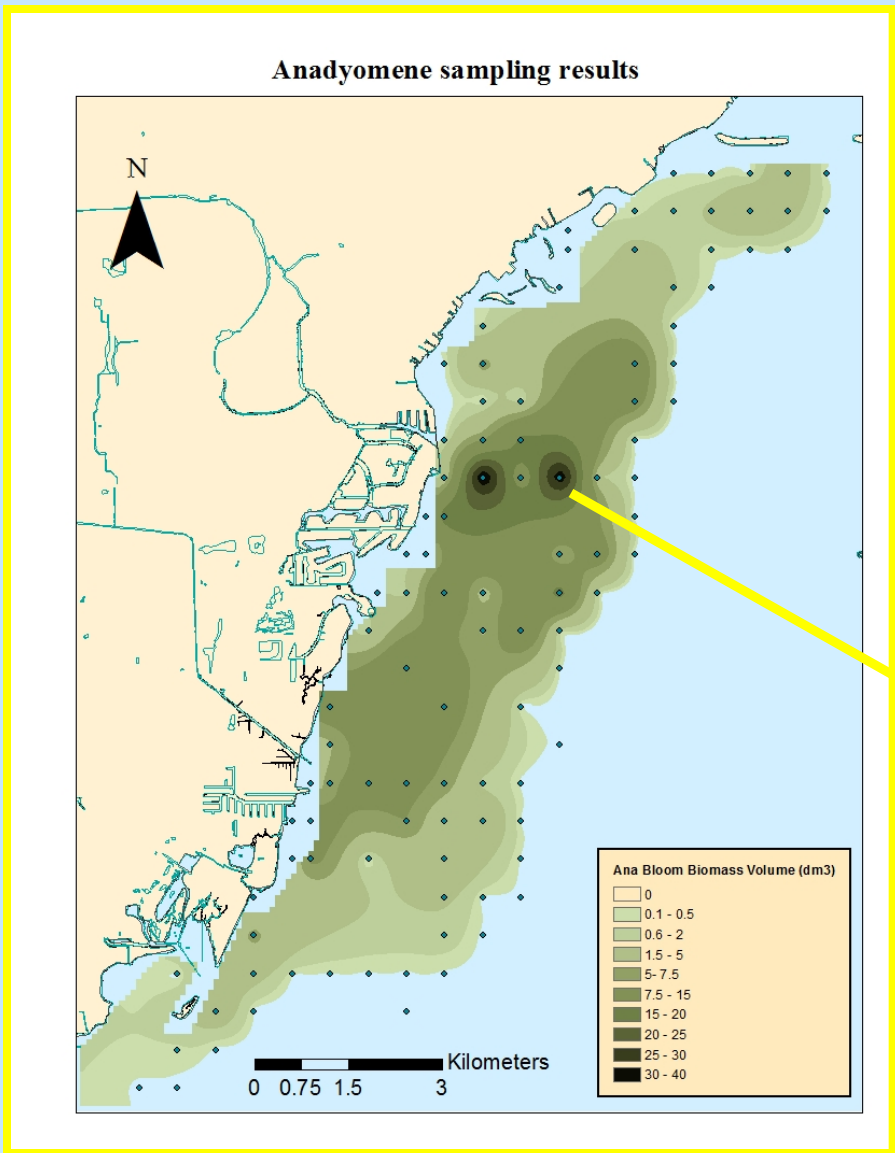 Anadyomene sampling results
N
Ana Bloom Biomass Volume (dm3)
0
0.1 - 0.5
0.6 - 2
1.5 - 5
5- 7.5
7.5 - 15
15 - 20
20 - 25
25 - 30
30 - 40
Kilometers
0 0.75 1.5 3